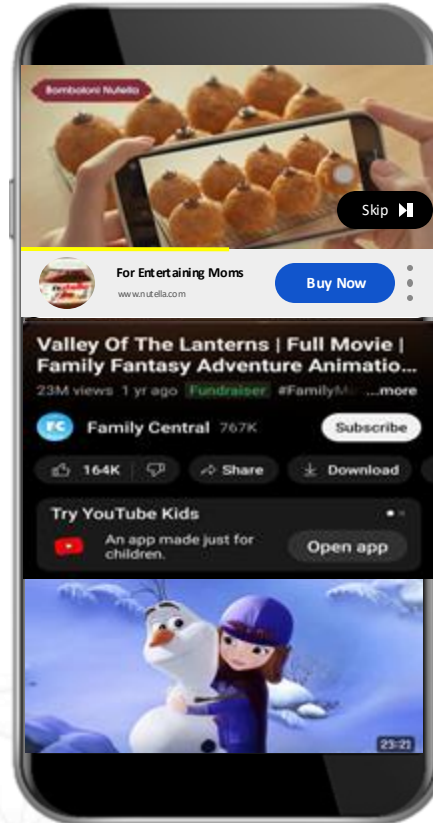 Bomboloni Nutella
Skip
For Entertaining Moms
www.nutella.com
Buy Now
Valley Of The Lanterns | Full Movie |
Family Fantasy Adventure Animatio...
23M views 1 yr ago Fundraiser #FamilyM ...more
FC Family Central 767K Subscribe
164K Share Download
Try YouTube Kids
An app made just for
children.
Open app
23:21